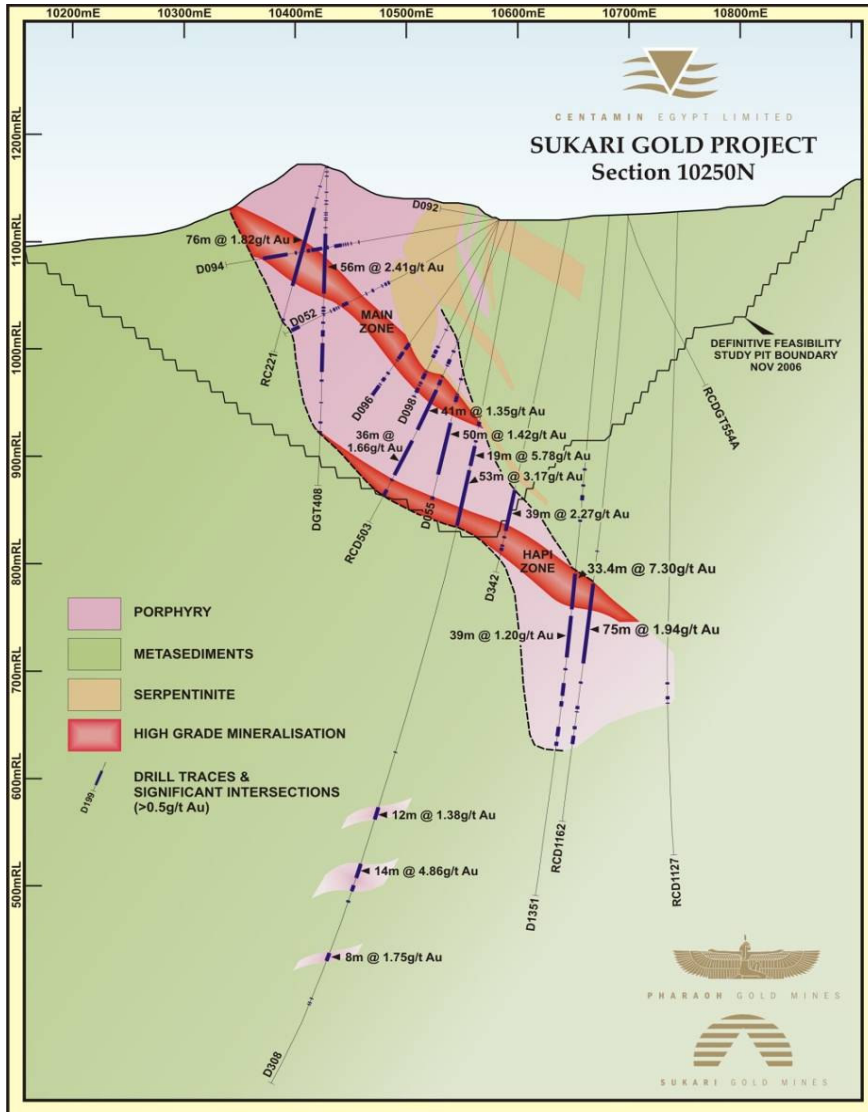 10200mE
10400mE
10500mE
10600mE
10700mE
10800mE
CENTAMIN EGYPT LIMITED
SUKARI GOLD PROJECT
Section 10250N
1200mRL
1100mRL
1000mRL
900mRL
800mRL
700mRL
600mRL
500mRL
D092
76m @ 1.82g/t Au
D094
56m @ 2.41g/t Au
D052
MAIN
ZONE
DEFINITIVE FEASIBILITY
STUDY PIT BOUNDARY
NOV 2006
RC221
D096
D098
RCDGT554A
41m @ 1.35g/t Au
36m @
1.66g/t Au
50m @ 1.42g/t Au
19m @ 5.78g/t Au
53m @ 3.17g/t Au
DGT408
RCD503
D055
39m @ 2.27g/t Au
D342
HAPI
ZONE
33.4m @ 7.30g/t Au
39m @ 1.20g/t Au
75m @ 1.94g/t Au
PORPHYRY
METASEDIMENTS
SERPENTINITE
HIGH GRADE MINERALISATION
D199
DRILL TRACES &
SIGNIFICANT INTERSECTIONS
(>0.5g/t Au)
12m @ 1.38g/t Au
14m @ 4.86g/t Au
8m @ 1.75g/t Au
D1351
RCD1162
RCD1127
D308
PHARAOH GOLD MINES
SUKARI GOLD MINES